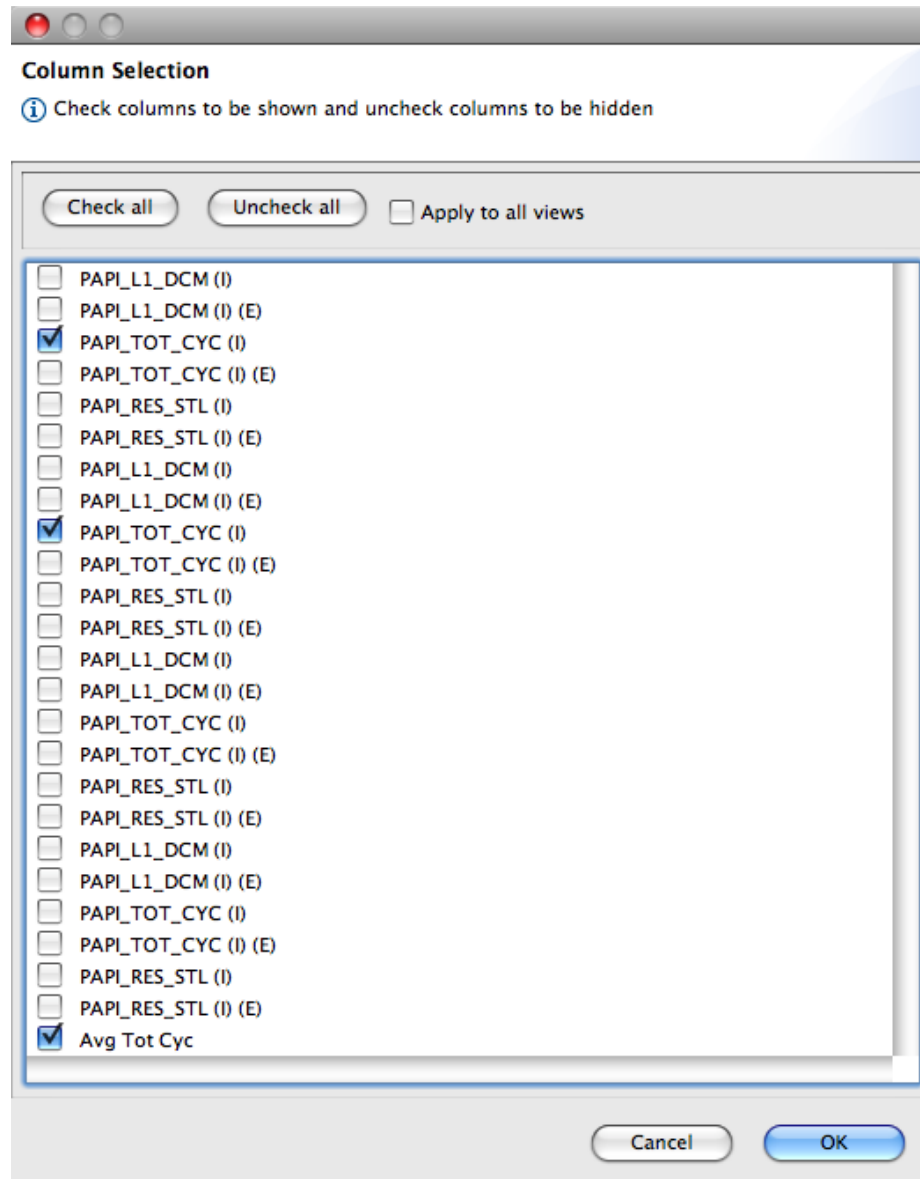 Column Selection
Check columns to be shown and uncheck columns to be hidden
Check all Uncheck all Apply to all views
PAPI_L1_DCM (I)
PAPI_L1_DCM (I) (E)
PAPI_TOT_CYC (I)
PAPI_TOT_CYC (I) (E)
PAPI_RES_STL (I)
PAPI_RES_STL (I) (E)
PAPI_L1_DCM (I)
PAPI_L1_DCM (I) (E)
PAPI_TOT_CYC (I)
PAPI_TOT_CYC (I) (E)
PAPI_RES_STL (I)
PAPI_RES_STL (I) (E)
PAPI_L1_DCM (I)
PAPI_L1_DCM (I) (E)
PAPI_TOT_CYC (I)
PAPI_TOT_CYC (I) (E)
PAPI_RES_STL (I)
PAPI_RES_STL (I) (E)
PAPI_L1_DCM (I)
PAPI_L1_DCM (I) (E)
PAPI_TOT_CYC (I)
PAPI_TOT_CYC (I) (E)
PAPI_RES_STL (I)
PAPI_RES_STL (I) (E)
Avg Tot Cyc
Cancel OK